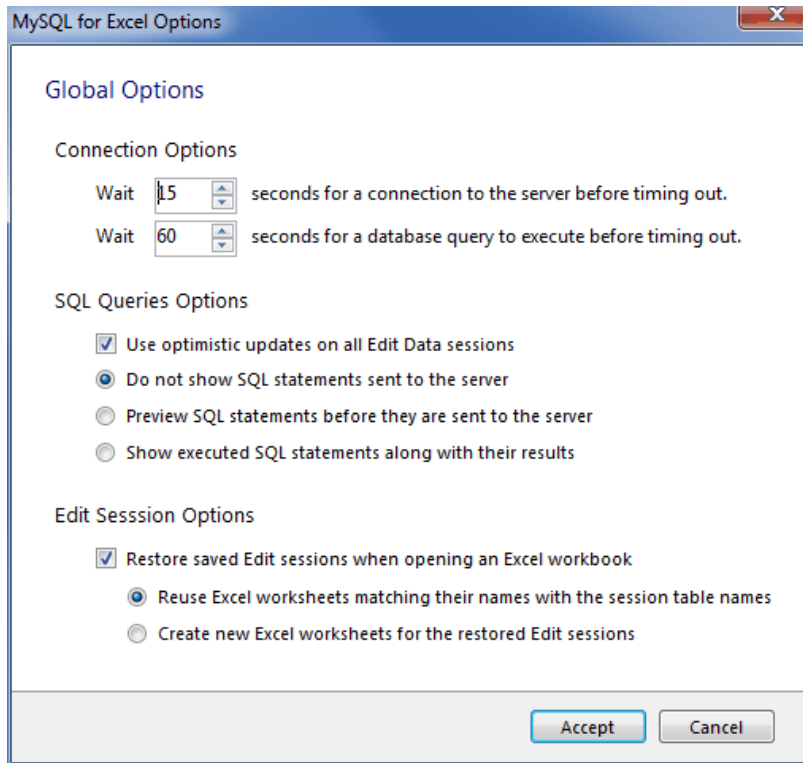 MySQL for Excel Options
x
Global Options
Connection Options
Wait 15 seconds for a connection to the server before timing out.
Wait 60 seconds for a database query to execute before timing out.
SQL Queries Options
Use optimistic updates on all Edit Data sessions
Do not show SQL statements sent to the server
Preview SQL statements before they are sent to the server
Show executed SQL statements along with their results
Edit Sesssion Options
Restore saved Edit sessions when opening an Excel workbook
Reuse Excel worksheets matching their names with the session table names
Create new Excel worksheets for the restored Edit sessions
Accept Cancel